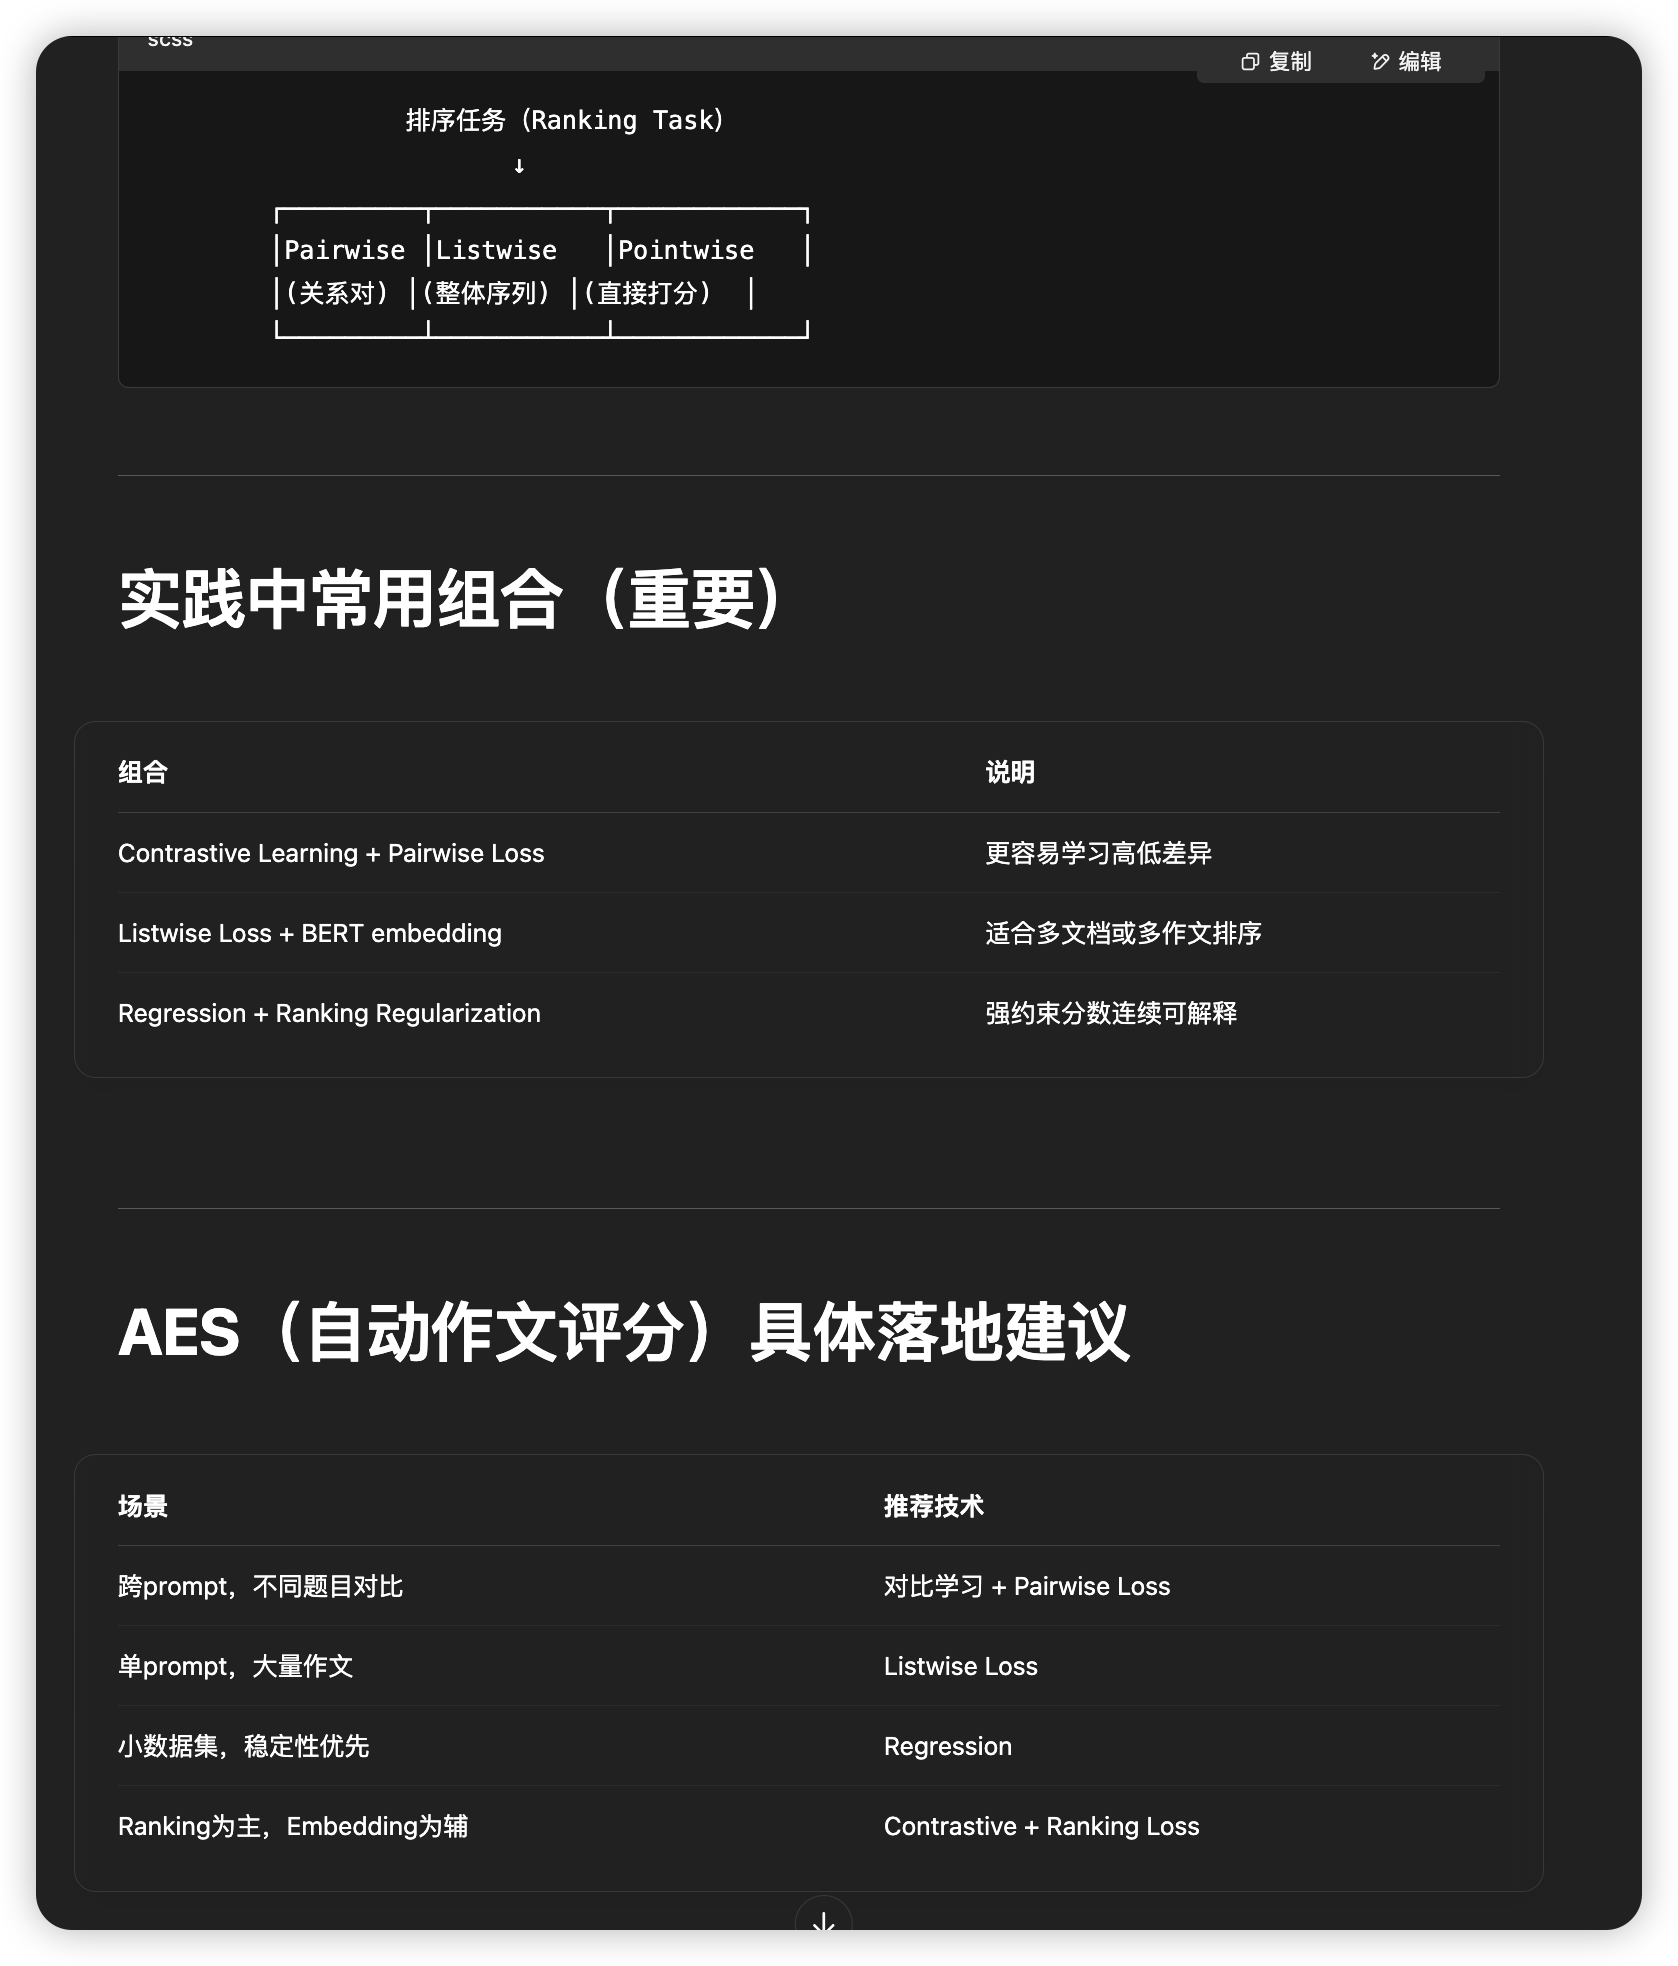 scss
复制 编辑
排序任务（Ranking Task）
↓
Pairwise Listwise Pointwise
(关系对) (整体序列) (直接打分)
实践中常用组合（重要）
组合 说明
Contrastive Learning + Pairwise Loss 更容易学习高低差异
Listwise Loss + BERT embedding 适合多文档或多作文排序
Regression + Ranking Regularization 强约束分数连续可解释
AES（自动作文评分）具体落地建议
场景 推荐技术
跨prompt，不同题目对比 对比学习 + Pairwise Loss
单prompt，大量作文 Listwise Loss
小数据集，稳定性优先 Regression
Ranking为主，Embedding为辅 Contrastive + Ranking Loss